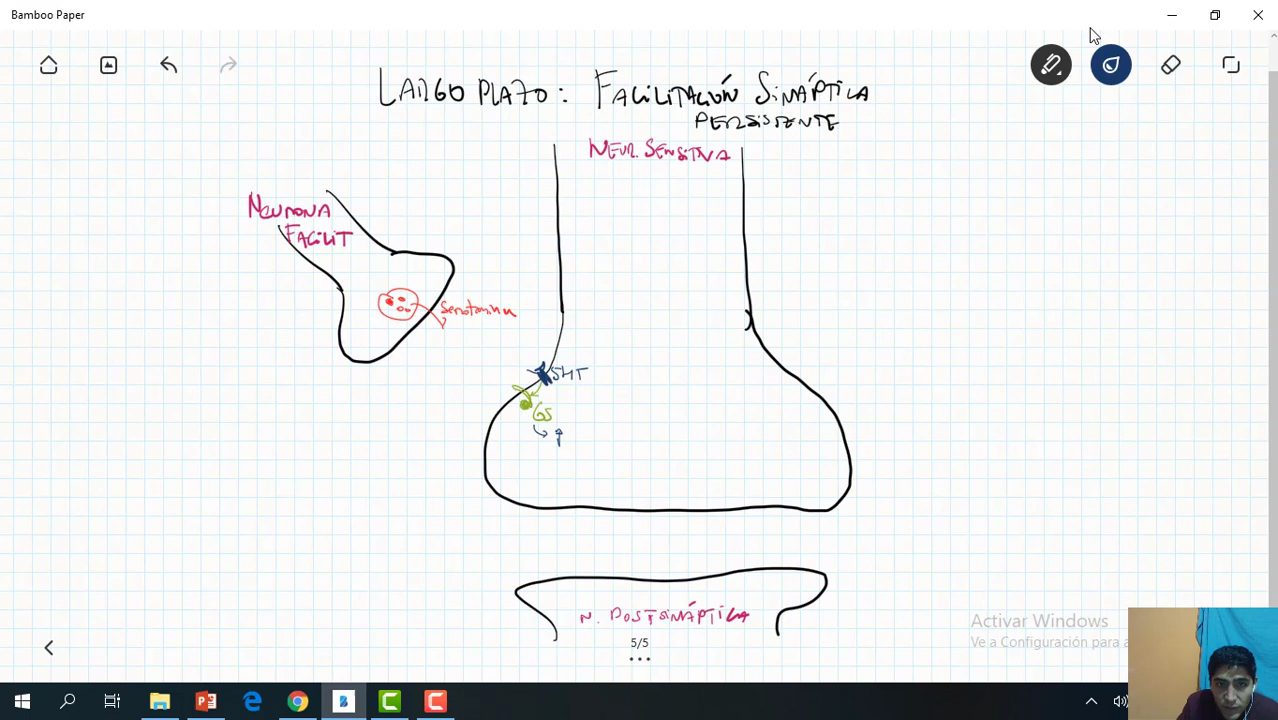 Bamboo Paper
LARGO PLAZO: FACILITACIÓN SINÁPTICA
PERSISTENTE
NEUR. SENSITIVA
NEURONA
FACILIT
Serotonina
5HT
GS
N. POSTSINÁPTICA
5/5
Activar Windows
Ve a Configuración para a